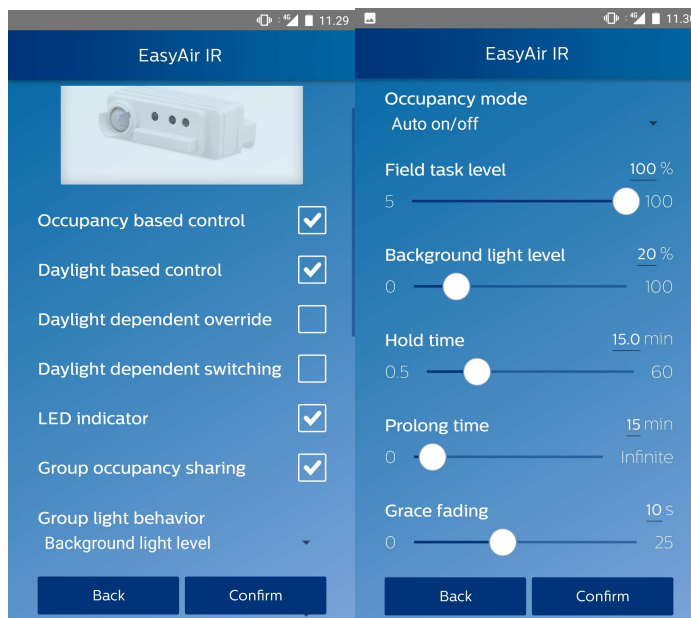 4G 11.29
EasyAir IR
Occupancy based control
Daylight based control
Daylight dependent override
Daylight dependent switching
LED indicator
Group occupancy sharing
Group light behavior
Background light level
Back Confirm
4G
EasyAir IR
Occupancy mode
Auto on/off
Field task level 100 %
5 100
Background light level 20 %
0 100
Hold time 15.0 min
0.5 60
Prolong time 15 min
0 Infinite
Grace fading 10 s
0 25
Back Confirm